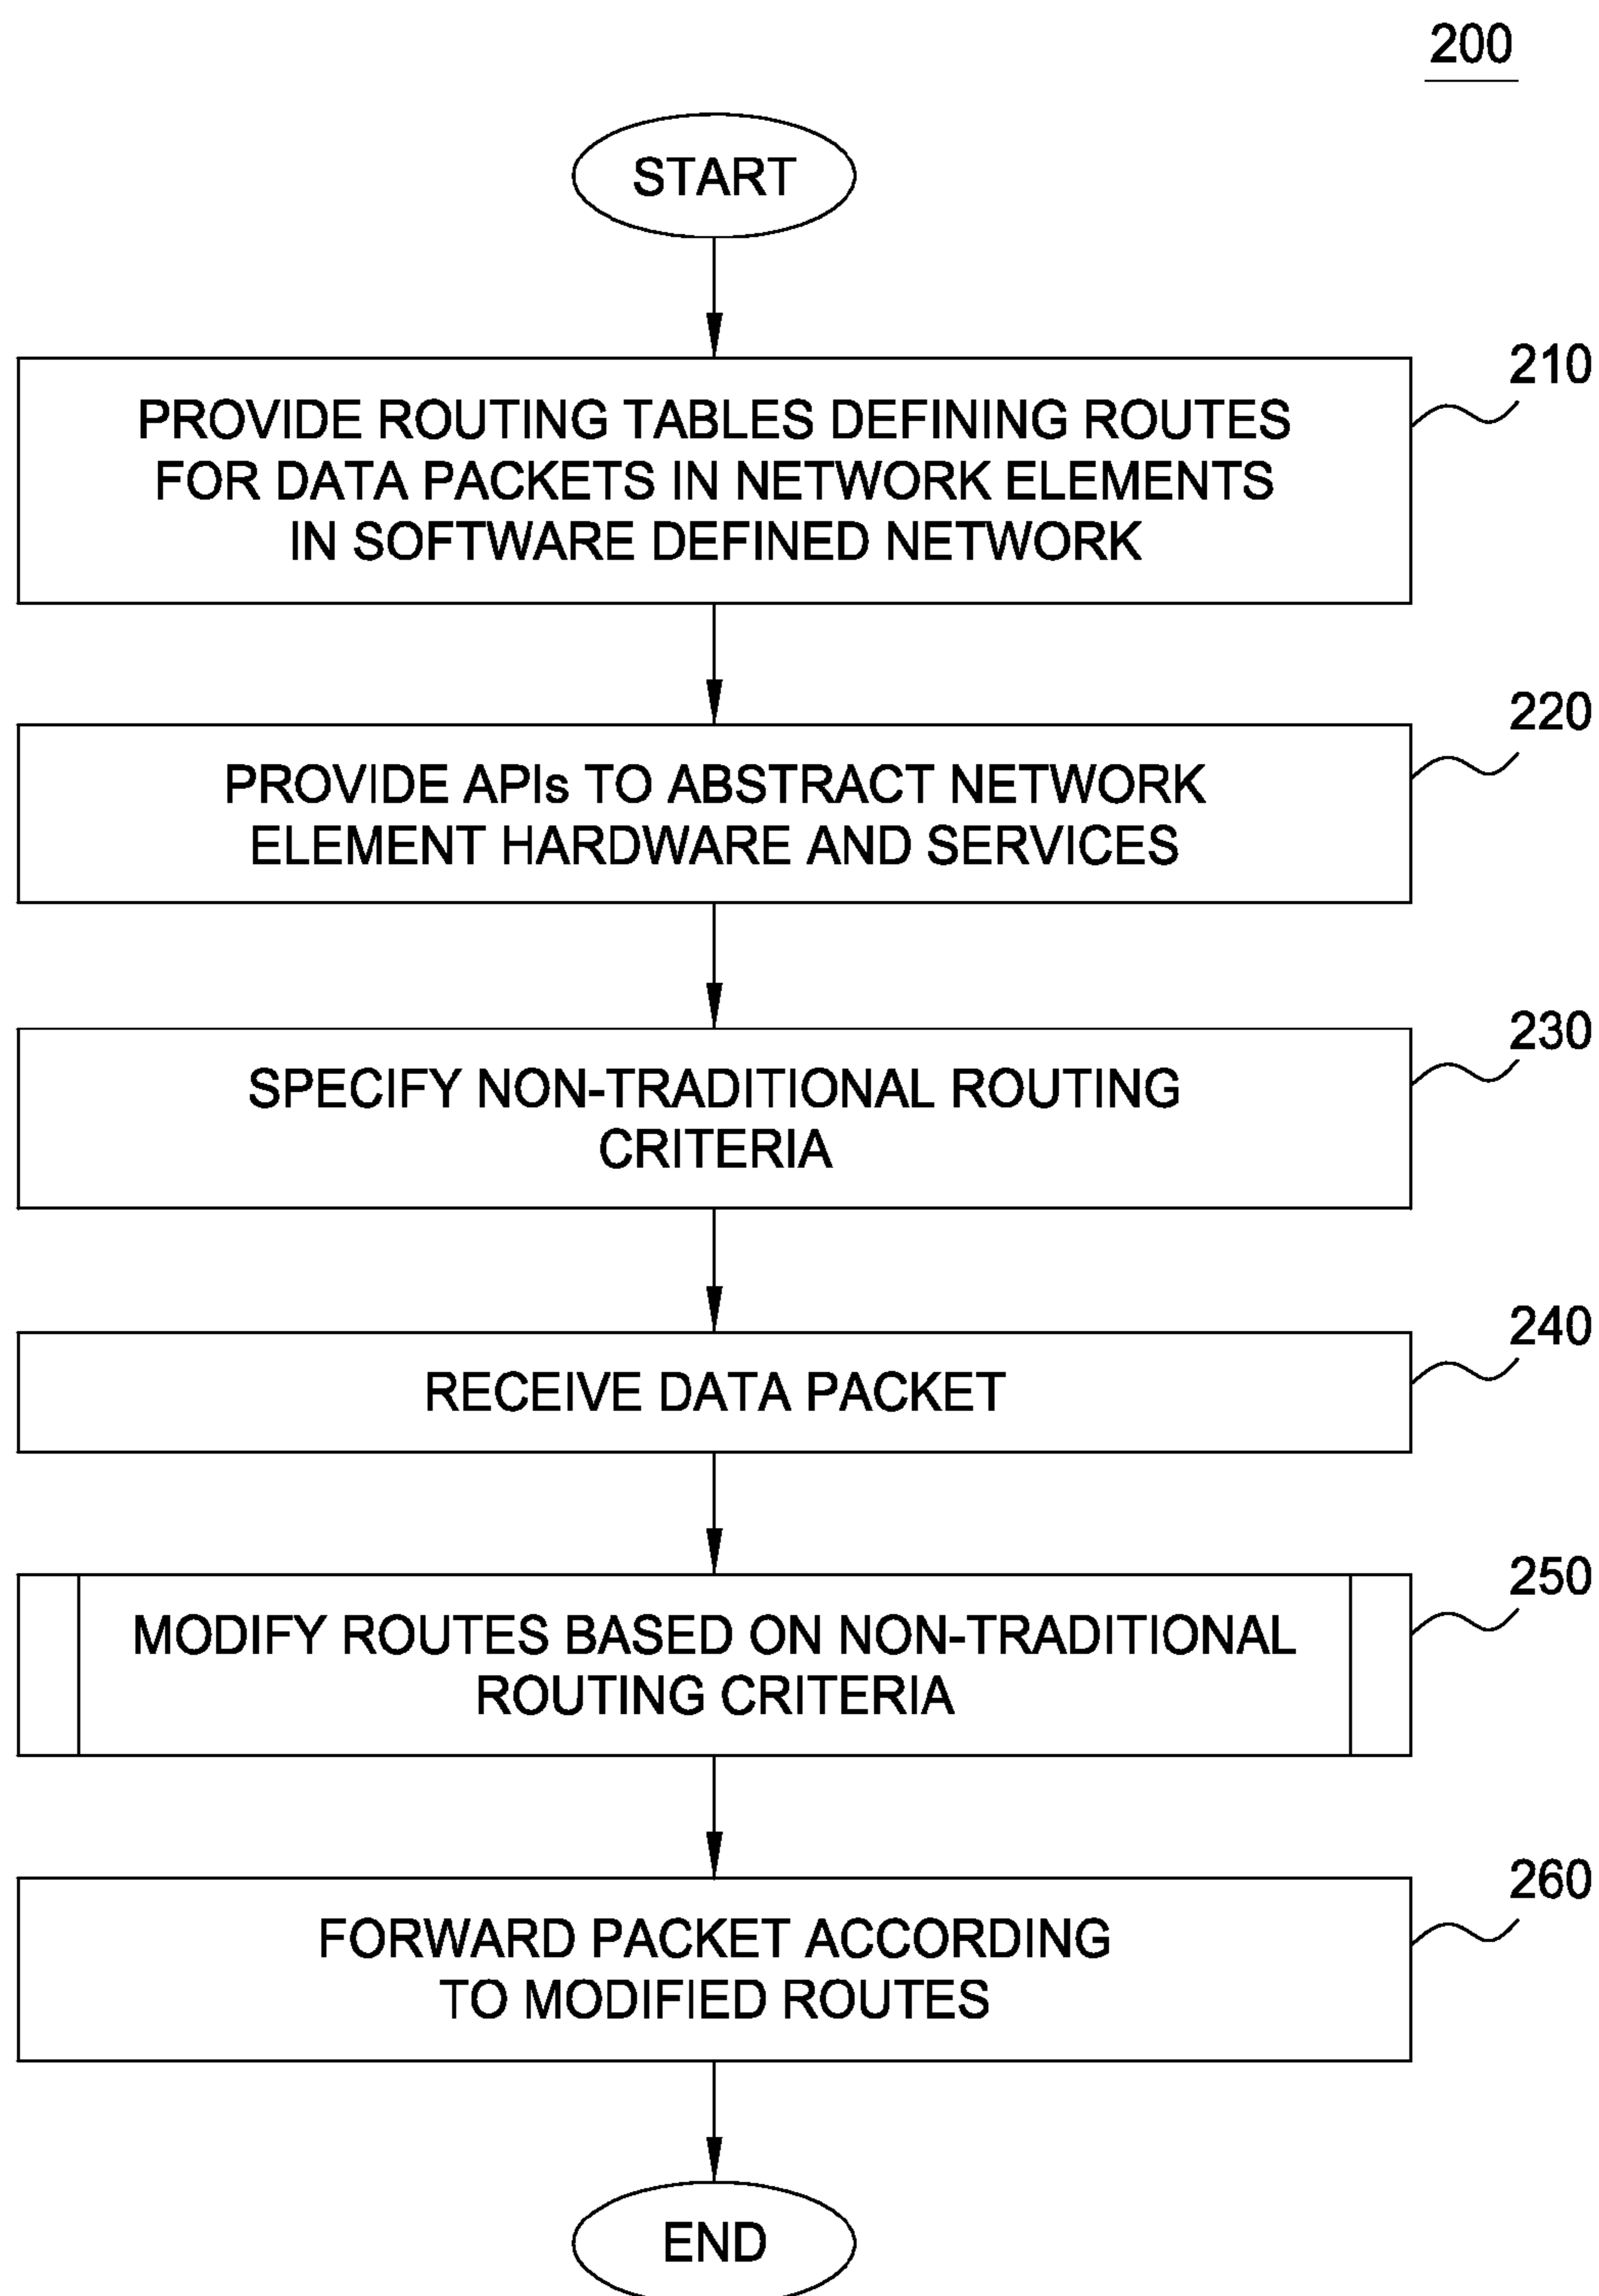 200
START
210
PROVIDE ROUTING TABLES DEFINING ROUTES
FOR DATA PACKETS IN NETWORK ELEMENTS
IN SOFTWARE DEFINED NETWORK
220
PROVIDE APIs TO ABSTRACT NETWORK
ELEMENT HARDWARE AND SERVICES
230
SPECIFY NON-TRADITIONAL ROUTING
CRITERIA
240
RECEIVE DATA PACKET
250
MODIFY ROUTES BASED ON NON-TRADITIONAL
ROUTING CRITERIA
260
FORWARD PACKET ACCORDING
TO MODIFIED ROUTES
END